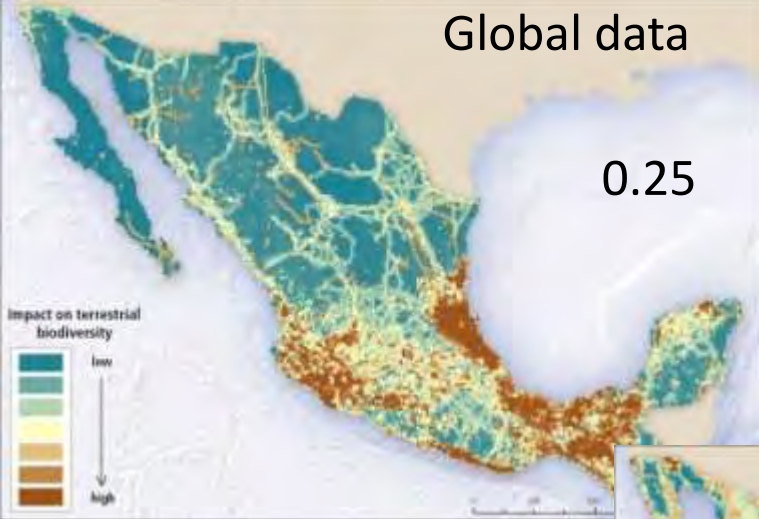 Global data
0.25
Impact on terrestrial
biodiversity
low
high